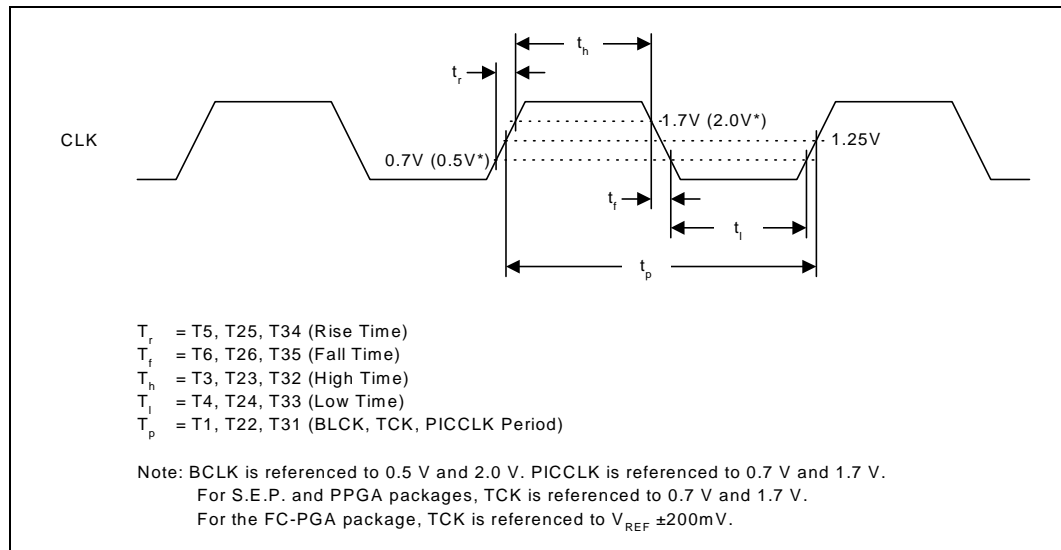 t_h
t_r
CLK
1.7V (2.0V*)
1.25V
0.7V (0.5V*)
t_f
t_l
t_p
T_r = T5, T25, T34 (Rise Time)
T_f = T6, T26, T35 (Fall Time)
T_h = T3, T23, T32 (High Time)
T_l = T4, T24, T33 (Low Time)
T_p = T1, T22, T31 (BLCK, TCK, PICCLK Period)
Note: BCLK is referenced to 0.5 V and 2.0 V. PICCLK is referenced to 0.7 V and 1.7 V.
For S.E.P. and PPGA packages, TCK is referenced to 0.7 V and 1.7 V.
For the FC-PGA package, TCK is referenced to V_REF ±200mV.